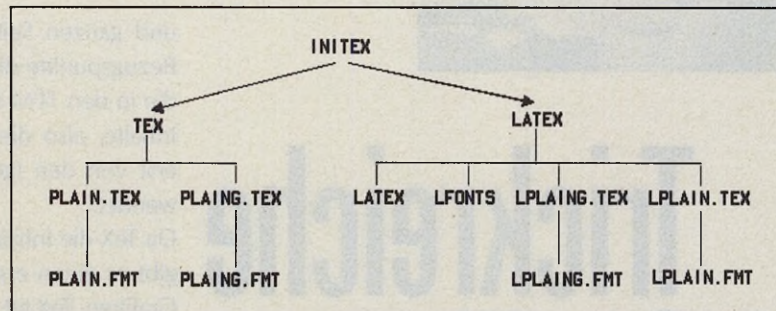 INITEX
TEX LATEX
PLAIN.TEX PLAING.TEX LATEX LFONTS LPLAING.TEX LPLAIN.TEX
PLAIN.FMT PLAING.FMT LPLAING.FMT LPLAIN.FMT